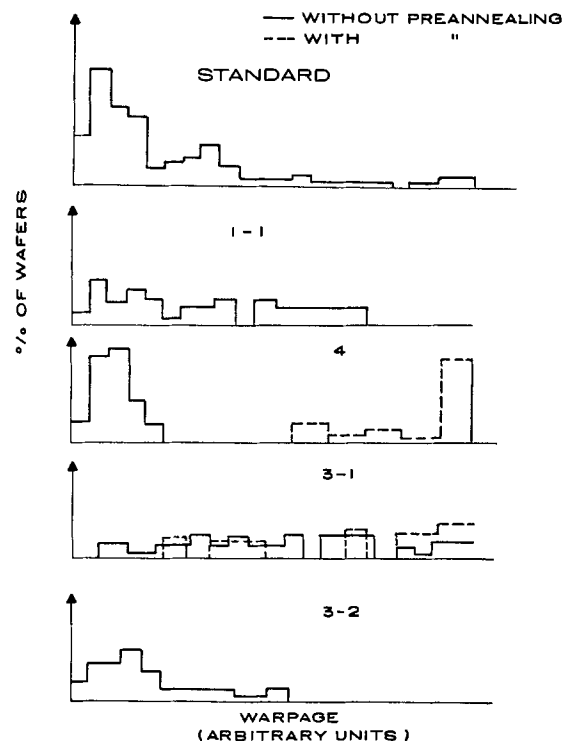 — WITHOUT PREANNEALING
--- WITH "
STANDARD
% OF WAFERS
1-1
4
3-1
3-2
WARPAGE
(ARBITRARY UNITS)